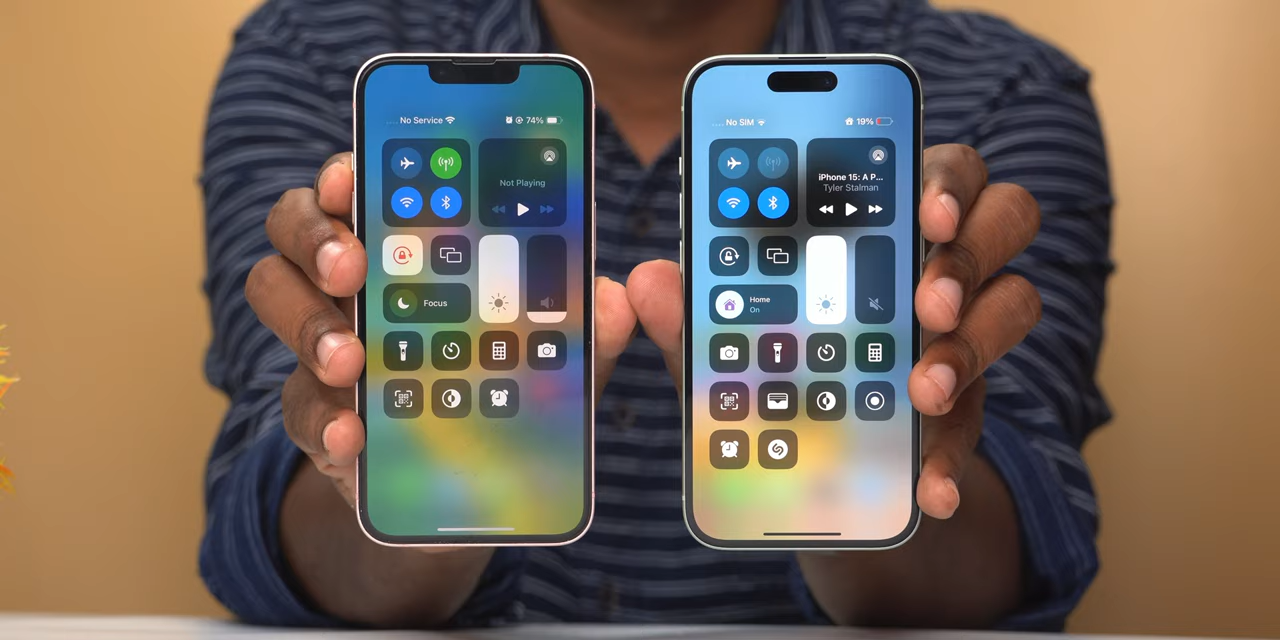 No Service 74%
Not Playing
Focus
No SIM 19%
iPhone 15: A P...
Tyler Stalman
Home
On